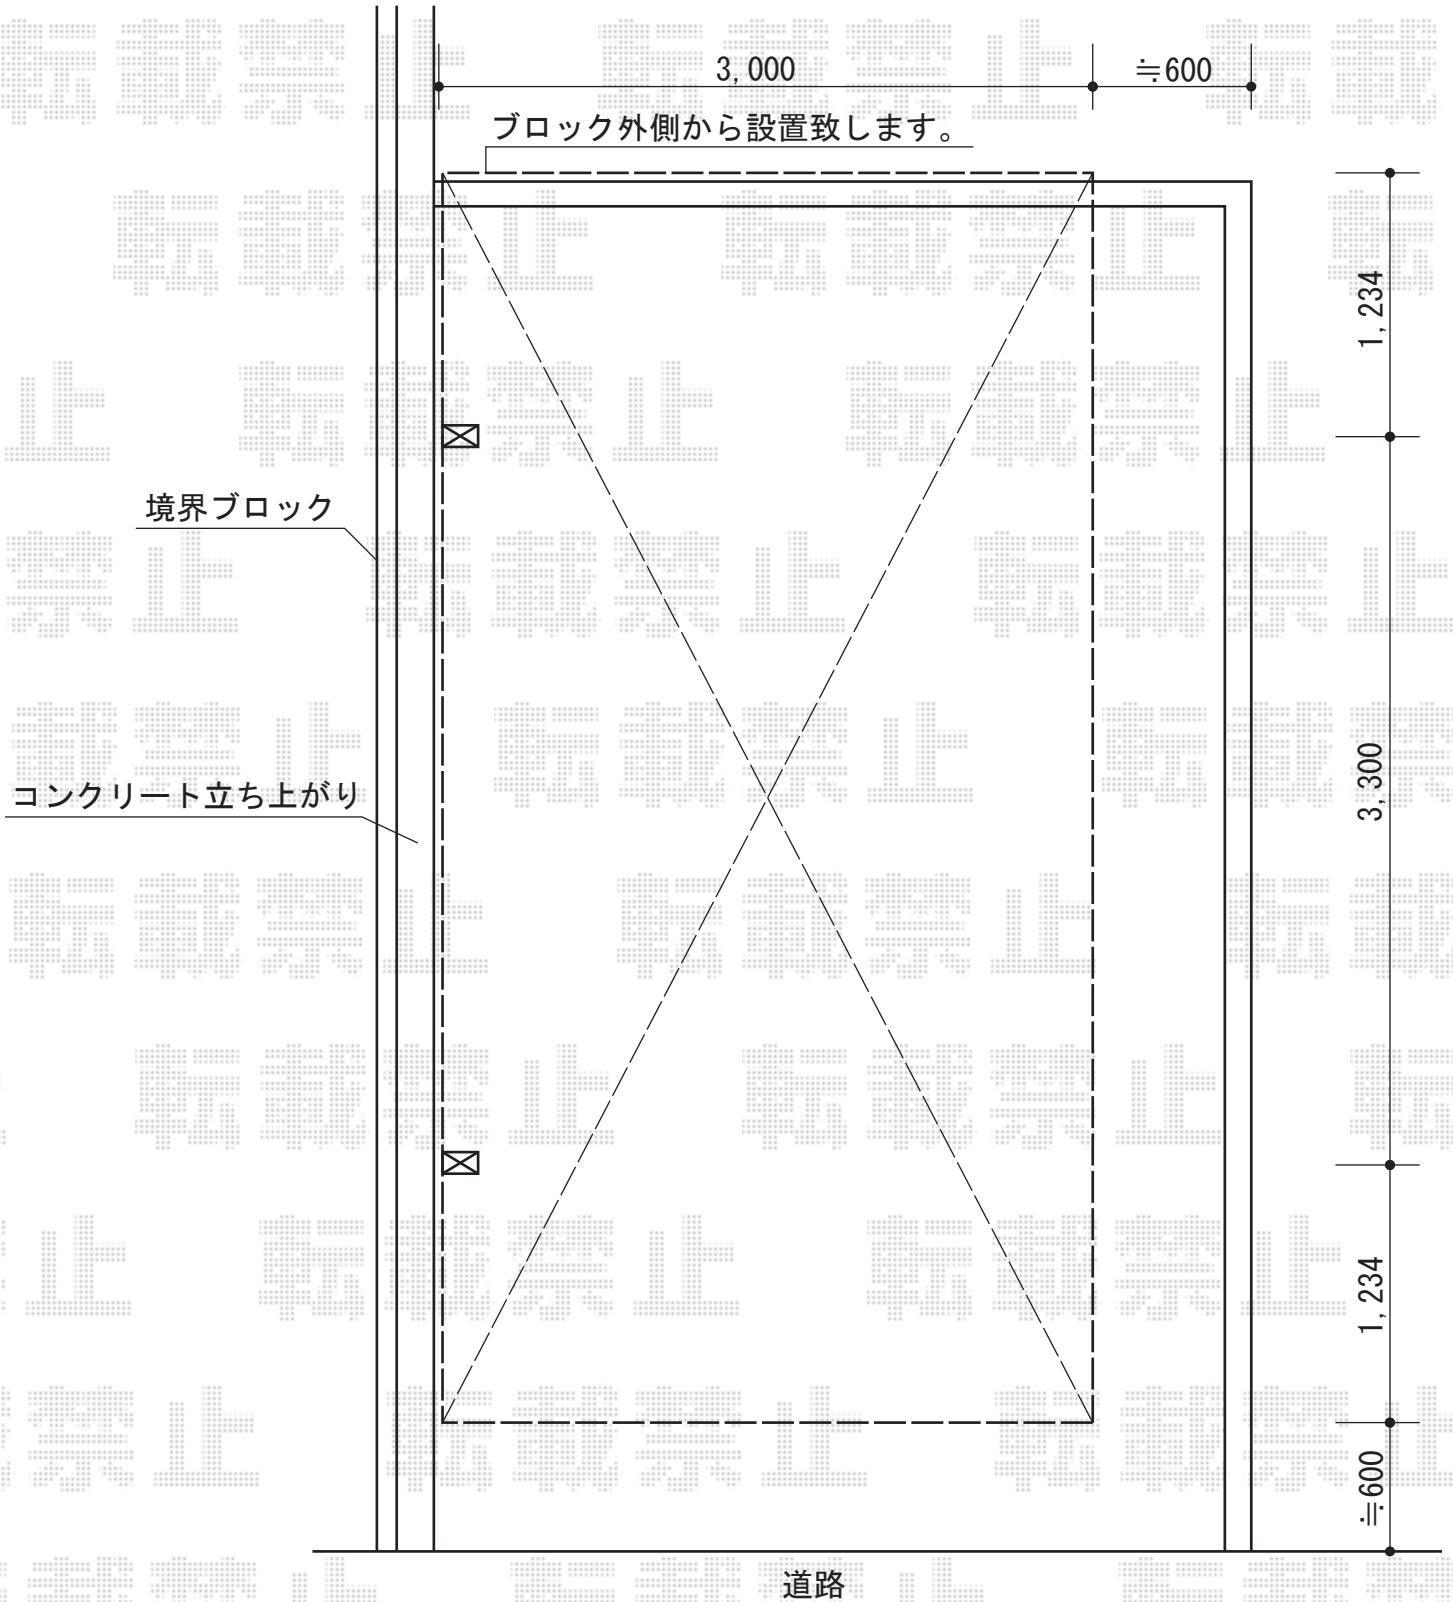 3,000
≒600
ブロック外側から設置致します。
1,234
境界ブロック
3,300
コンクリート立ち上がり
1,234
≒600
道路
転載禁止